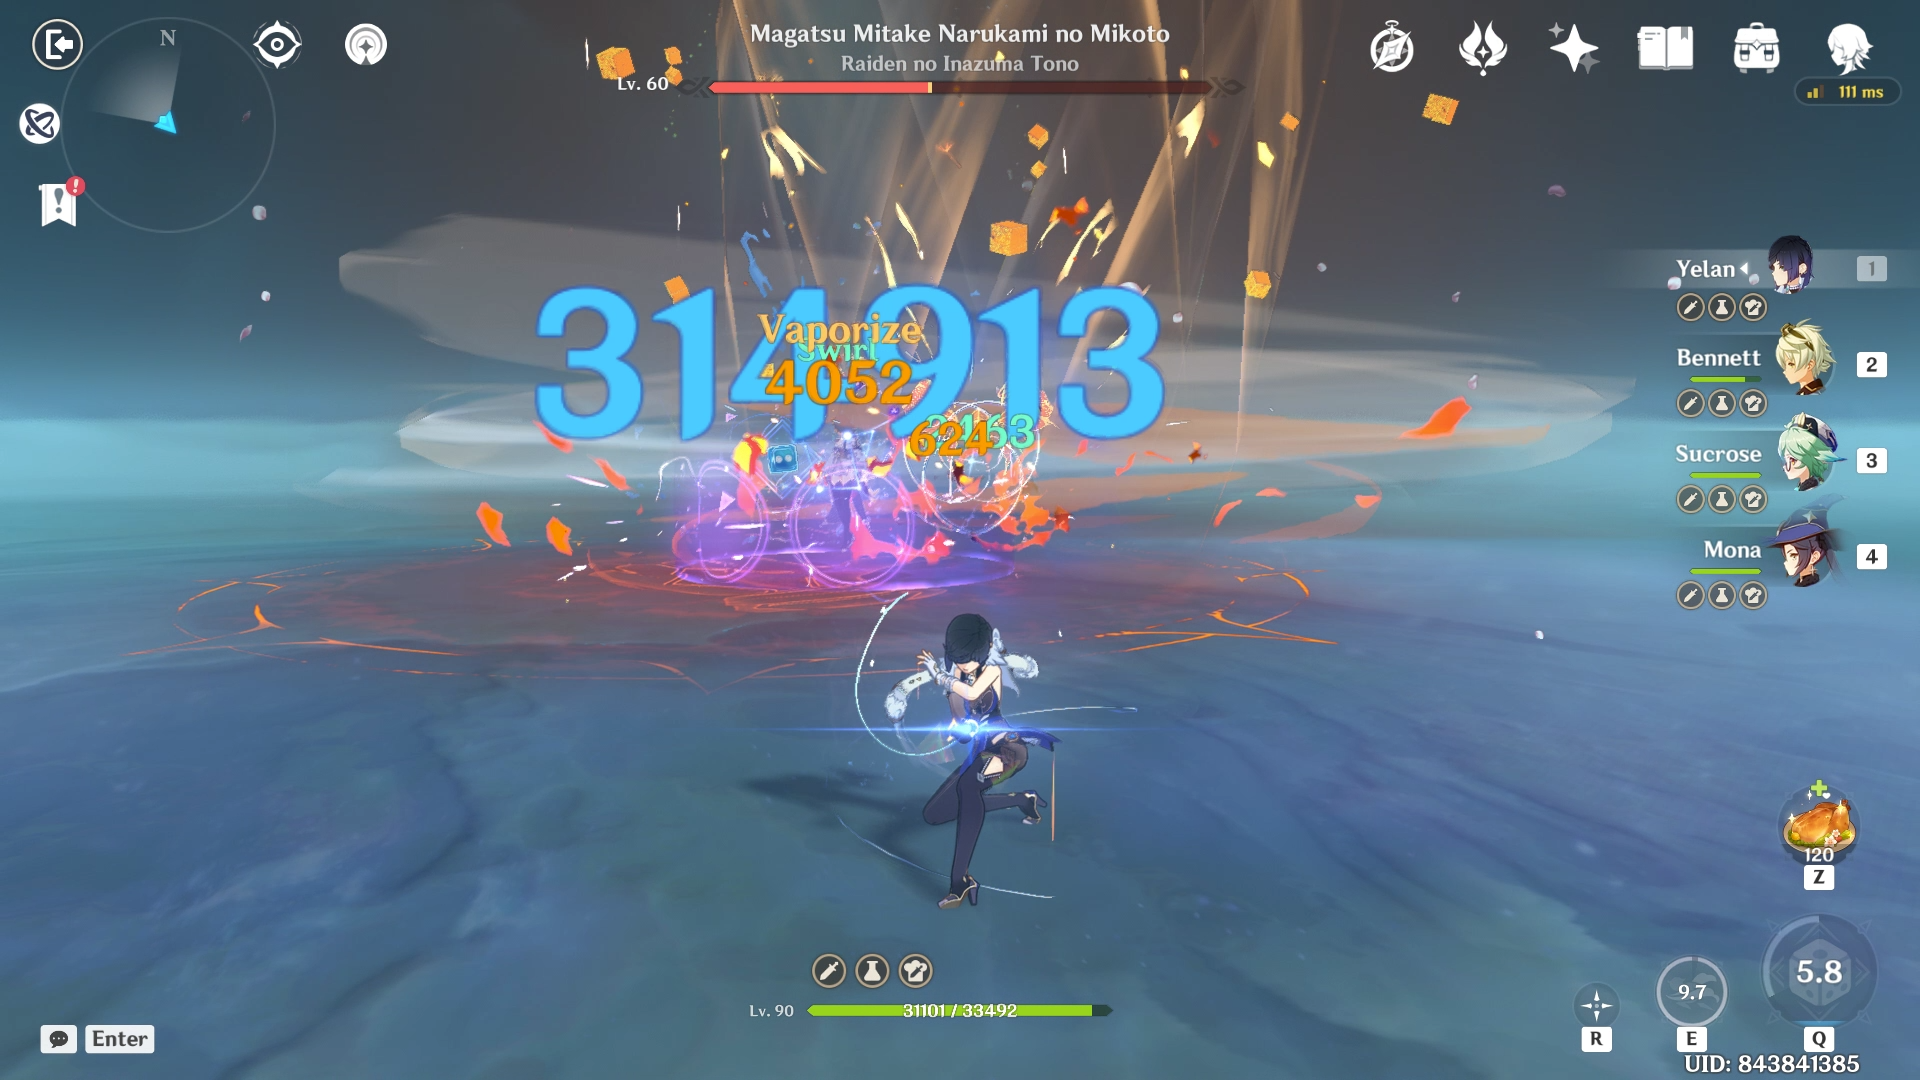 N
Magatsu Mitake Narukami no Mikoto
Raiden no Inazuma Tono
Lv. 60
111 ms
Yelan
1
Bennett
2
Sucrose
3
Mona
4
314913
Vaporize
Swirl
4052
624
120
Z
5.8
9.7
R
E
Q
Lv. 90
31101 / 33492
Enter
UID: 843841385